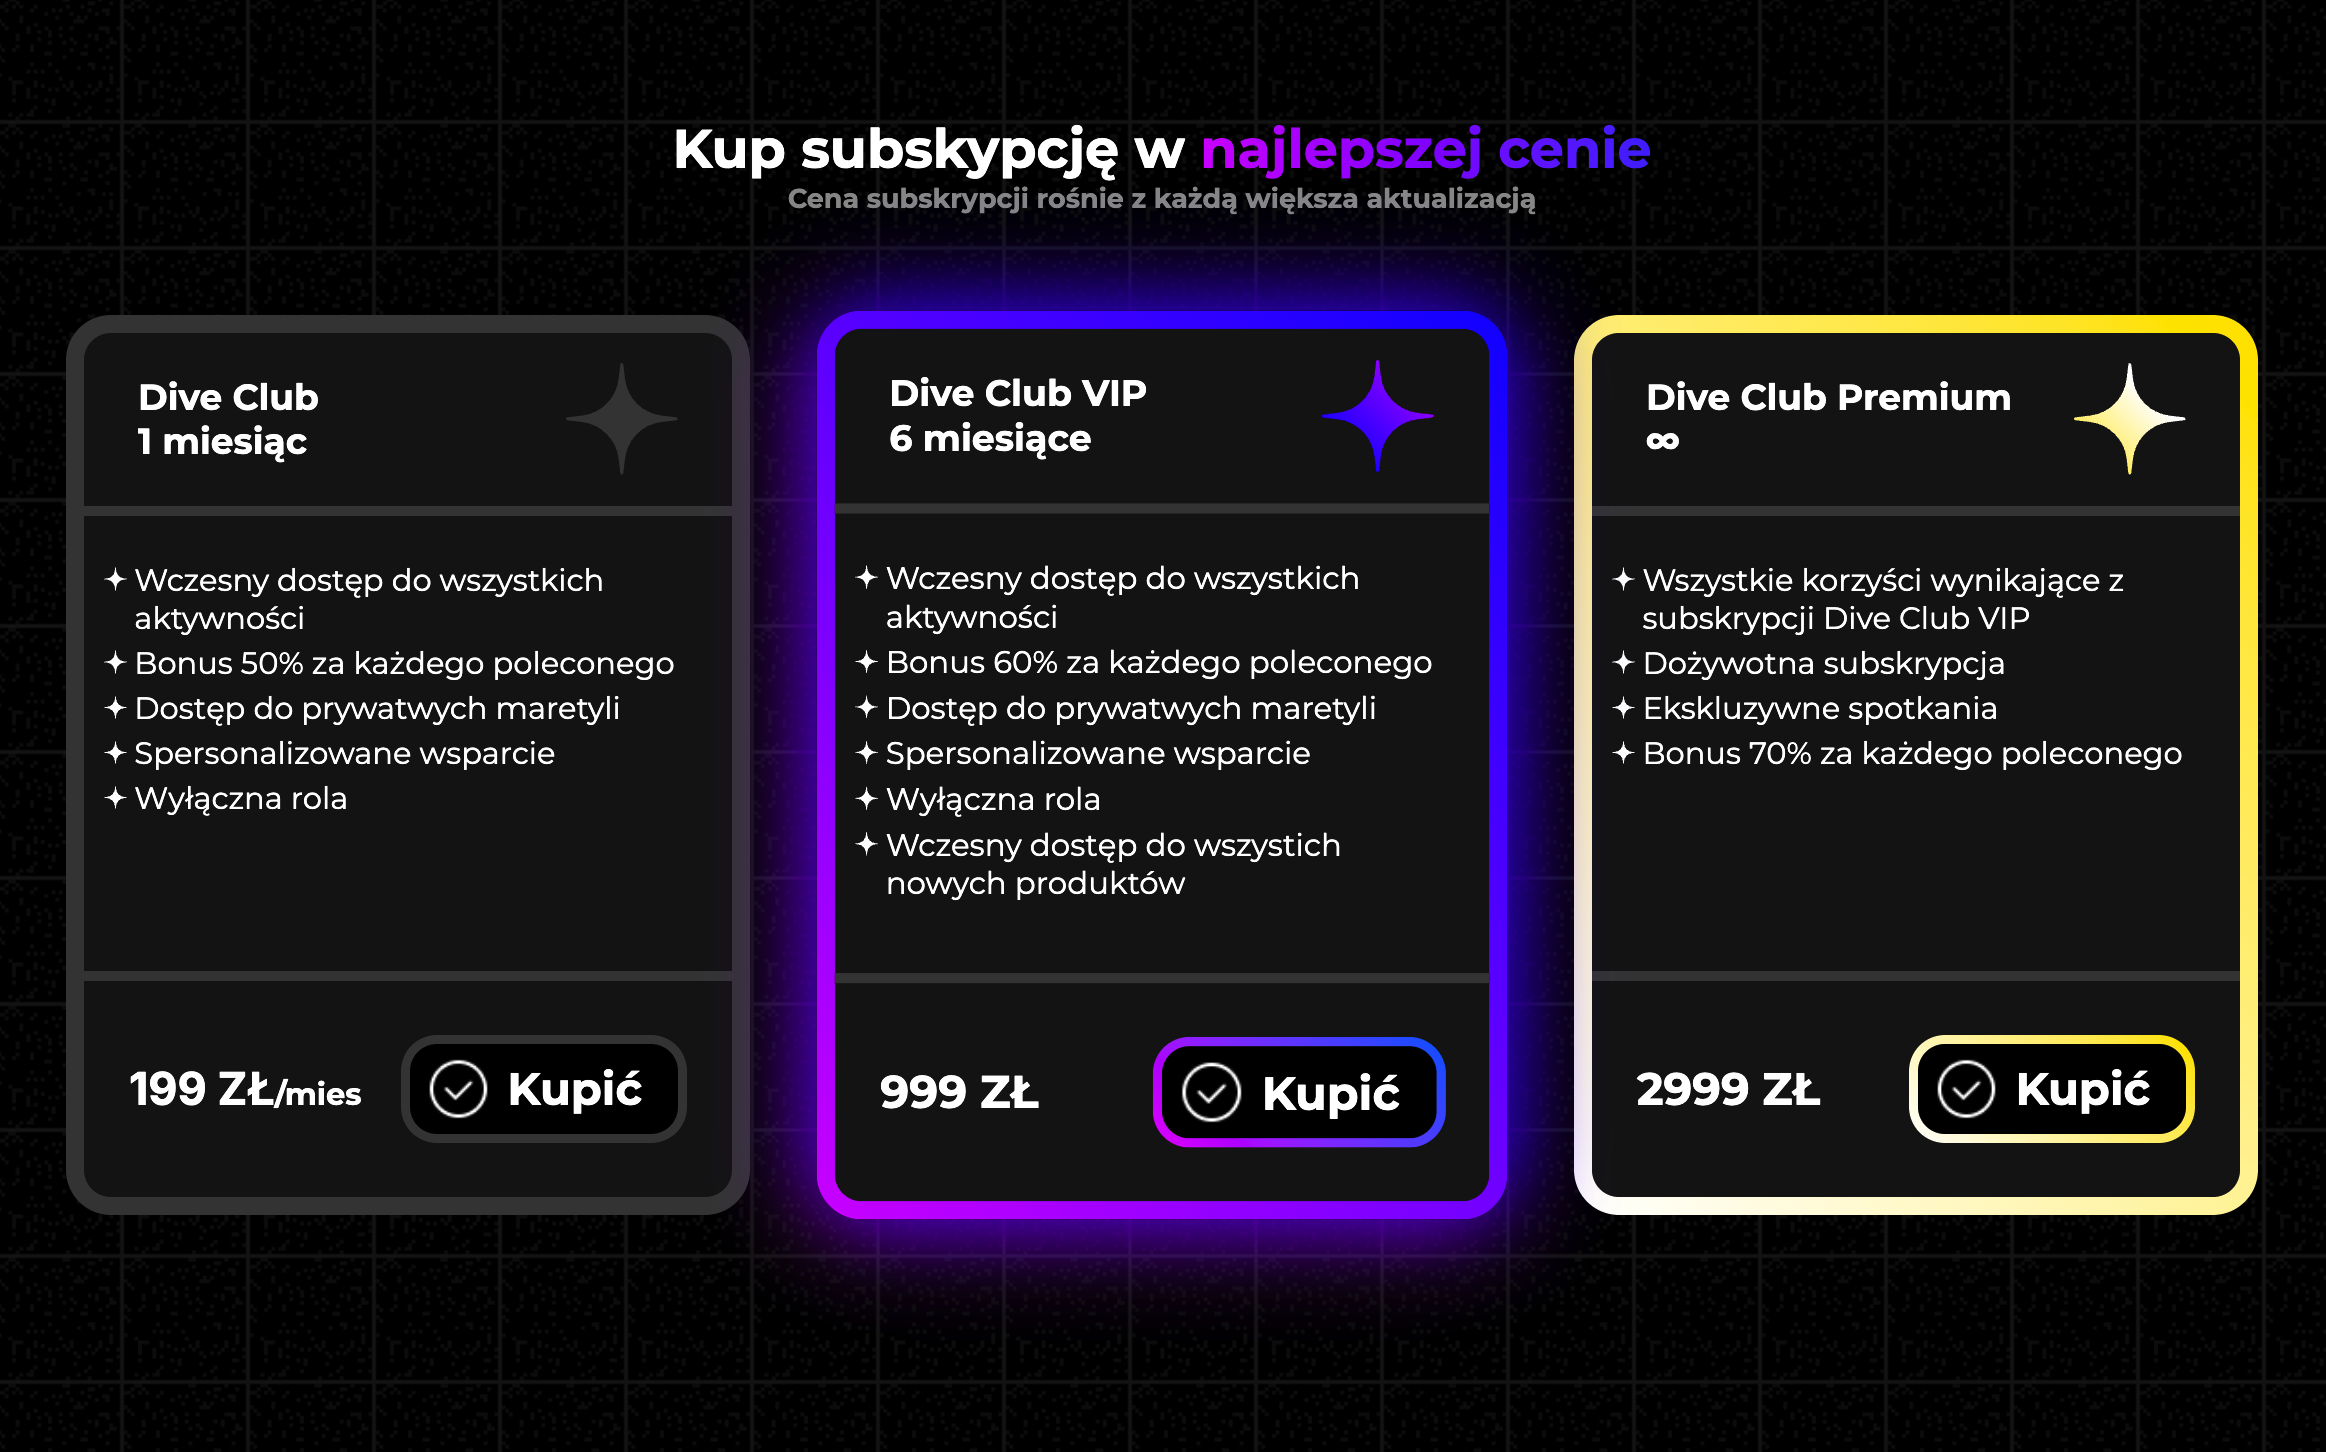 Kup subskypcję w najlepszej cenie
Cena subskrypcji rośnie z każdą większa aktualizacją
Dive Club
1 miesiąc
Wczesny dostęp do wszystkich
aktywności
Bonus 50% za każdego poleconego
Dostęp do prywatwych maretyli
Spersonalizowane wsparcie
Wyłączna rola
199 ZŁ/mies
Kupić
Dive Club VIP
6 miesiące
Wczesny dostęp do wszystkich
aktywności
Bonus 60% za każdego poleconego
Dostęp do prywatwych maretyli
Spersonalizowane wsparcie
Wyłączna rola
Wczesny dostęp do wszystich
nowych produktów
999 ZŁ
Kupić
Dive Club Premium
∞
Wszystkie korzyści wynikające z
subskrypcji Dive Club VIP
Dożywotna subskrypcja
Ekskluzywne spotkania
Bonus 70% za każdego poleconego
2999 ZŁ
Kupić